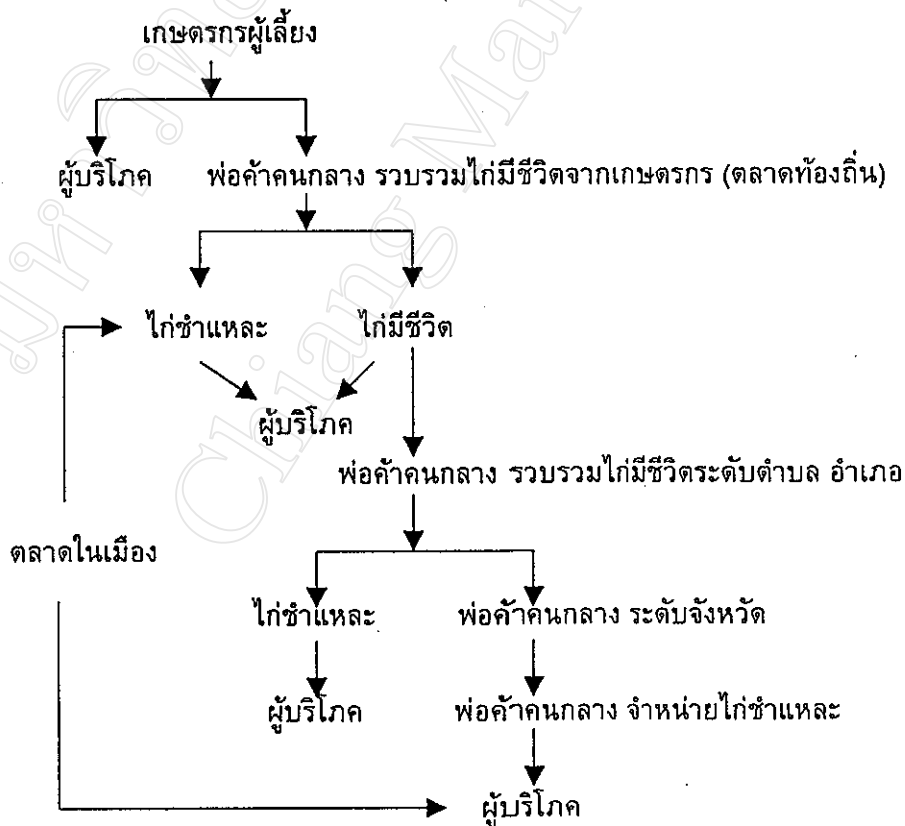 เกษตรกรผู้เลี้ยง
ผู้บริโภค พ่อค้าคนกลาง รวบรวมไก่มีชีวิตจากเกษตรกร (ตลาดท้องถิ่น)
ไก่ชำแหละ ไก่มีชีวิต
ผู้บริโภค
พ่อค้าคนกลาง รวบรวมไก่มีชีวิตระดับตำบล อำเภอ
ตลาดในเมือง
ไก่ชำแหละ พ่อค้าคนกลาง ระดับจังหวัด
ผู้บริโภค พ่อค้าคนกลาง จำหน่ายไก่ชำแหละ
ผู้บริโภค
Chiang Mai